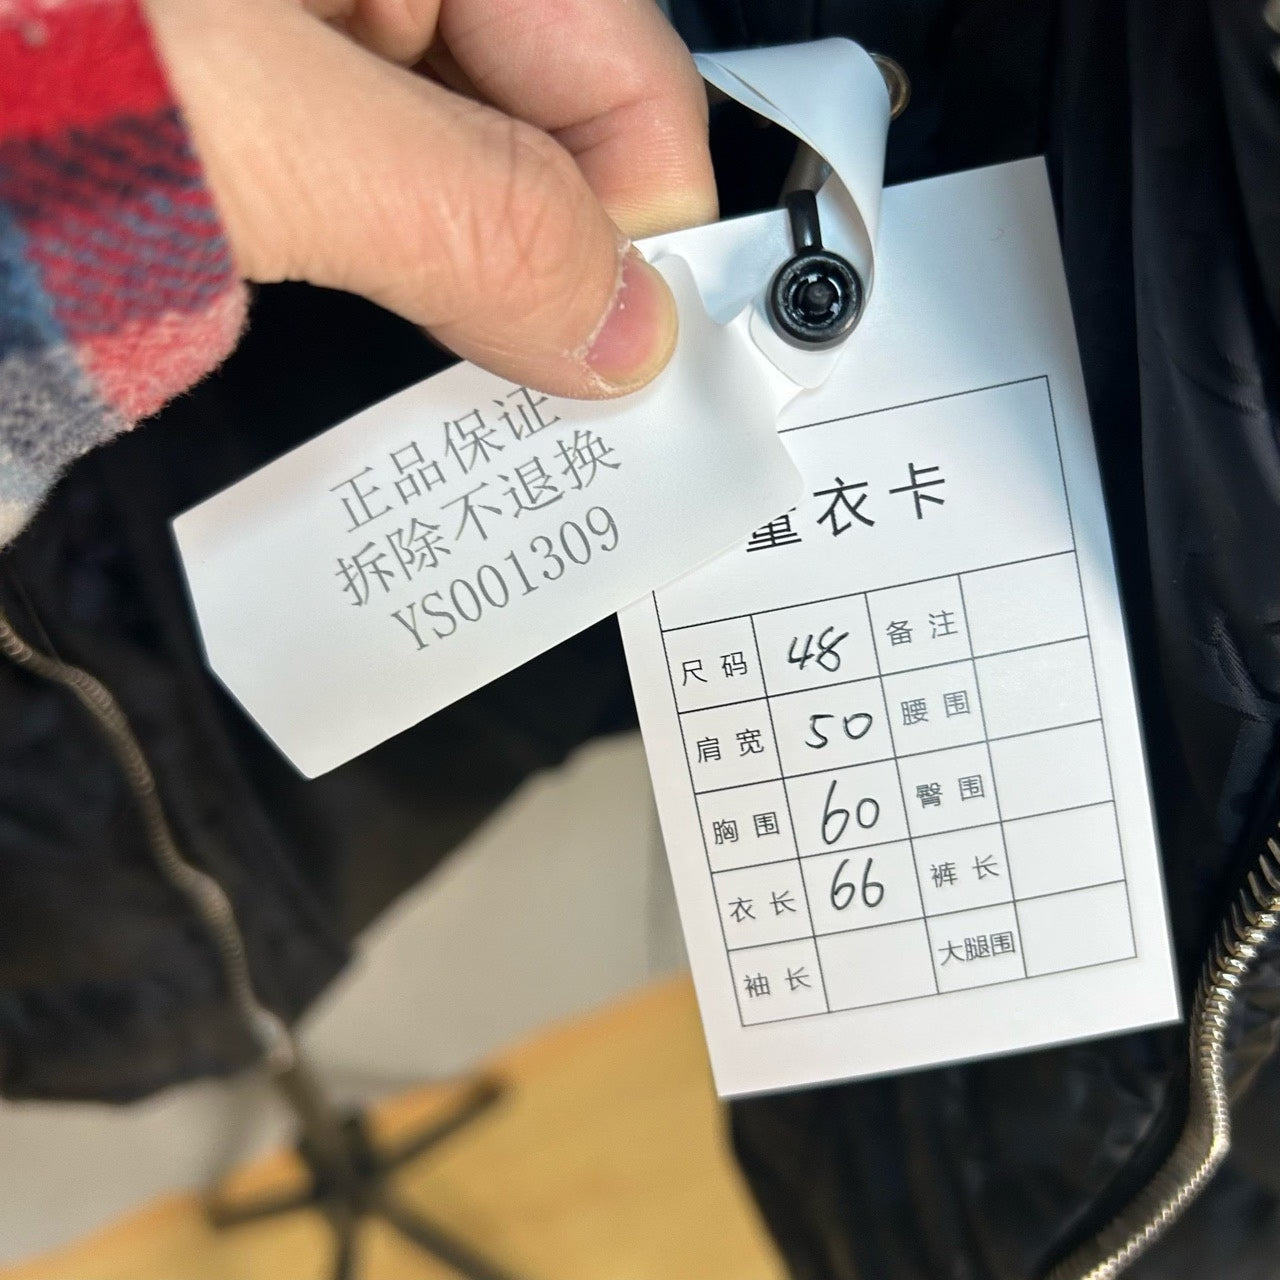 正品保证
拆除不退换
YS001309
量衣卡
尺码 48 备注
肩宽 50 腰围
胸围 60 臀围
衣长 66 裤长
袖长 大腿围